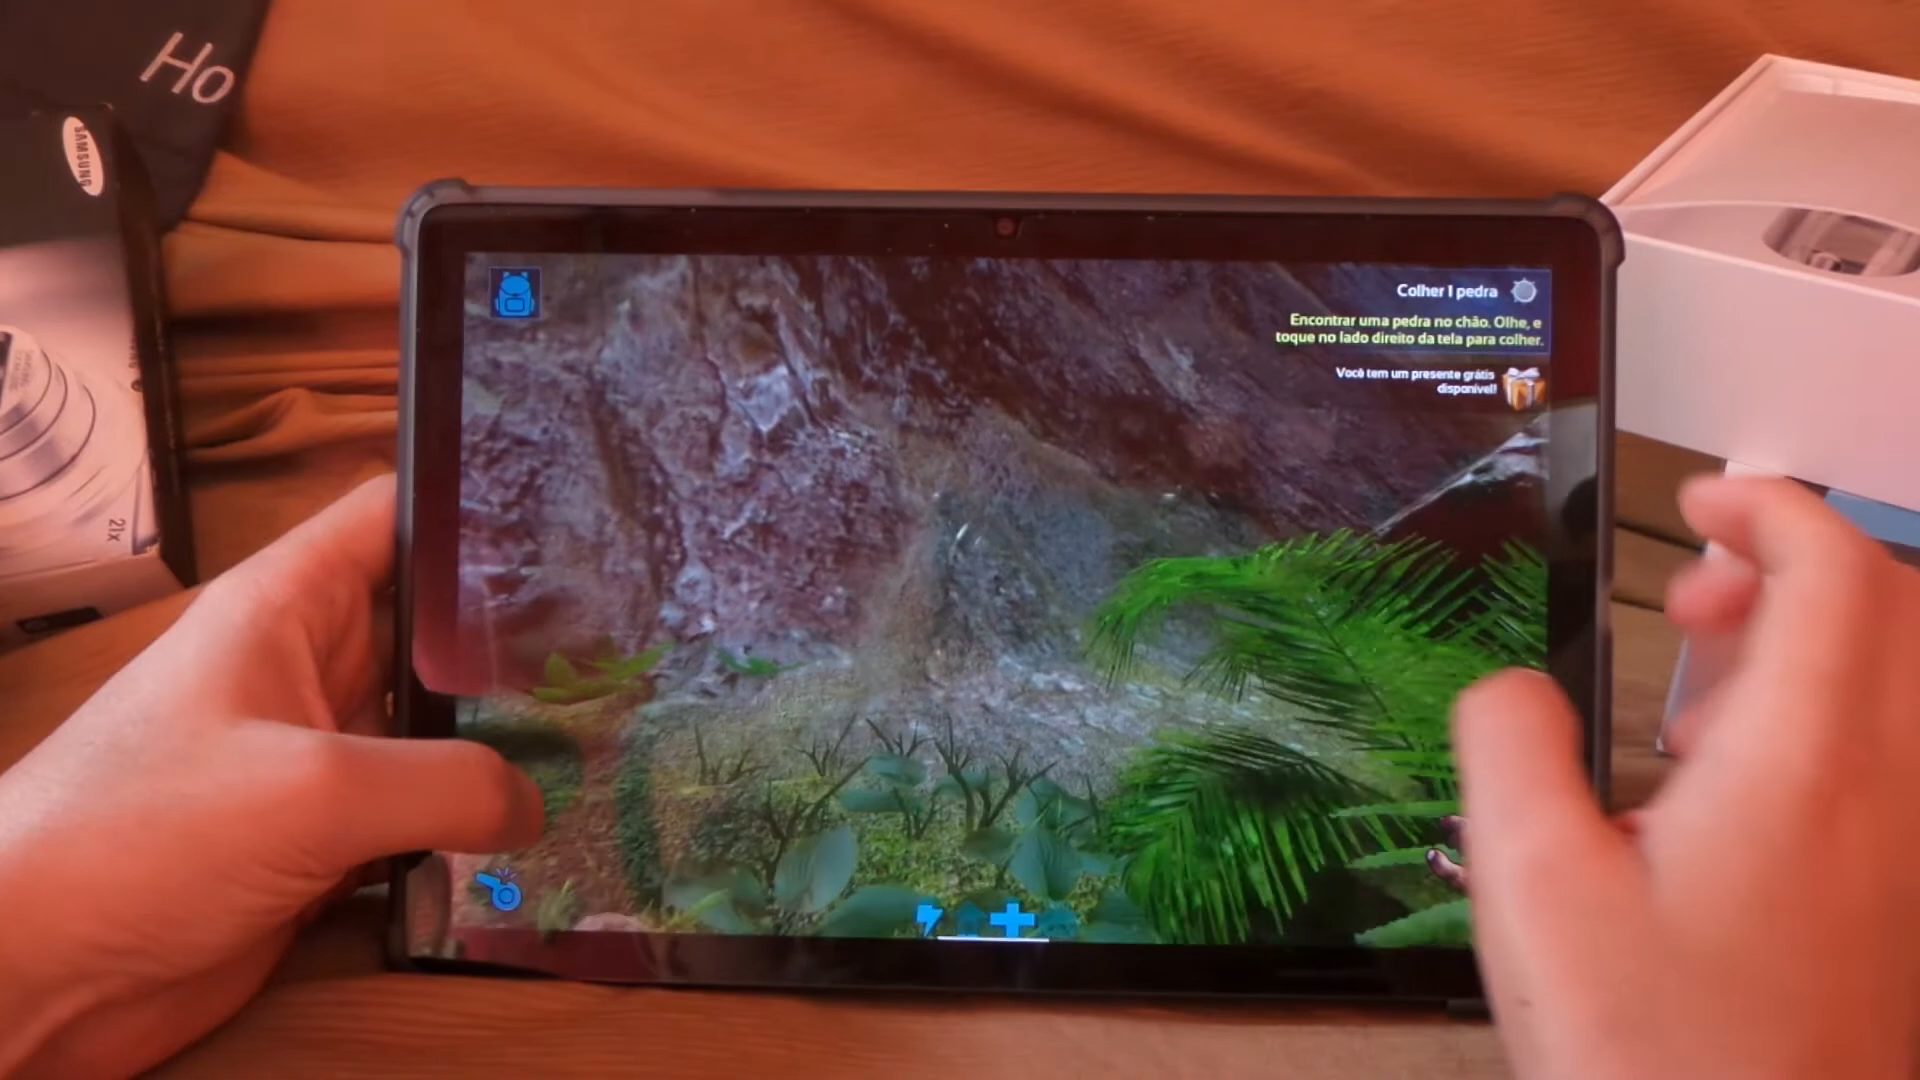 Ho
SAMSUNG
21x
Colher 1 pedra
Encontrar uma pedra no chão. Olhe, e
toque no lado direito da tela para colher.
Você tem um presente grátis
disponível!